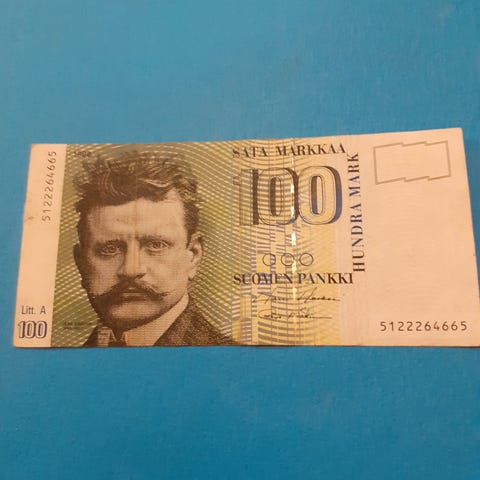 5122264665
SATA MARKKAA
100
HUNDRA MARK
SUOMEN PANKKI
Litt. A
100
5122264665